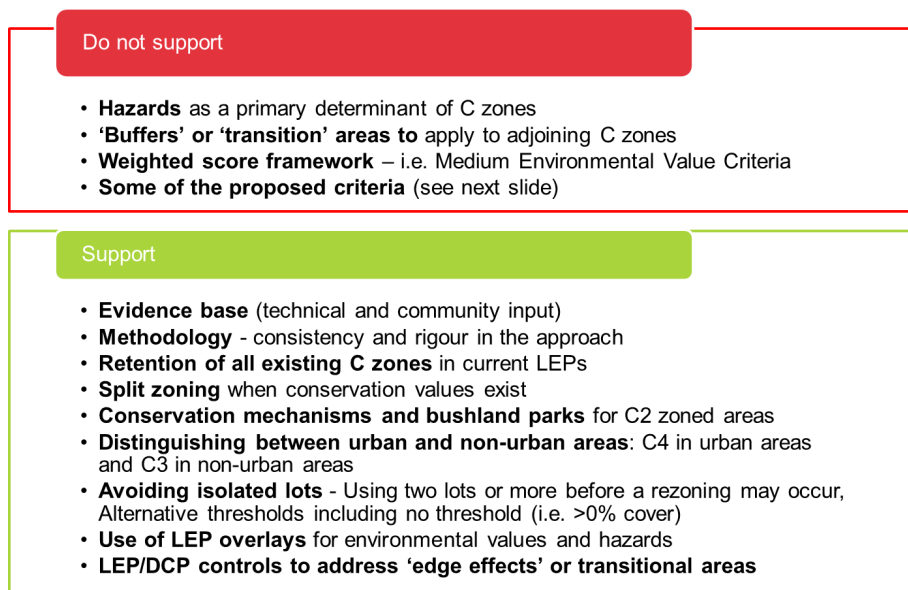 Do not support
• Hazards as a primary determinant of C zones
• ‘Buffers’ or ‘transition’ areas to apply to adjoining C zones
• Weighted score framework – i.e. Medium Environmental Value Criteria
• Some of the proposed criteria (see next slide)
Support
• Evidence base (technical and community input)
• Methodology - consistency and rigour in the approach
• Retention of all existing C zones in current LEPs
• Split zoning when conservation values exist
• Conservation mechanisms and bushland parks for C2 zoned areas
• Distinguishing between urban and non-urban areas: C4 in urban areas
and C3 in non-urban areas
• Avoiding isolated lots - Using two lots or more before a rezoning may occur,
Alternative thresholds including no threshold (i.e. >0% cover)
• Use of LEP overlays for environmental values and hazards
• LEP/DCP controls to address ‘edge effects’ or transitional areas